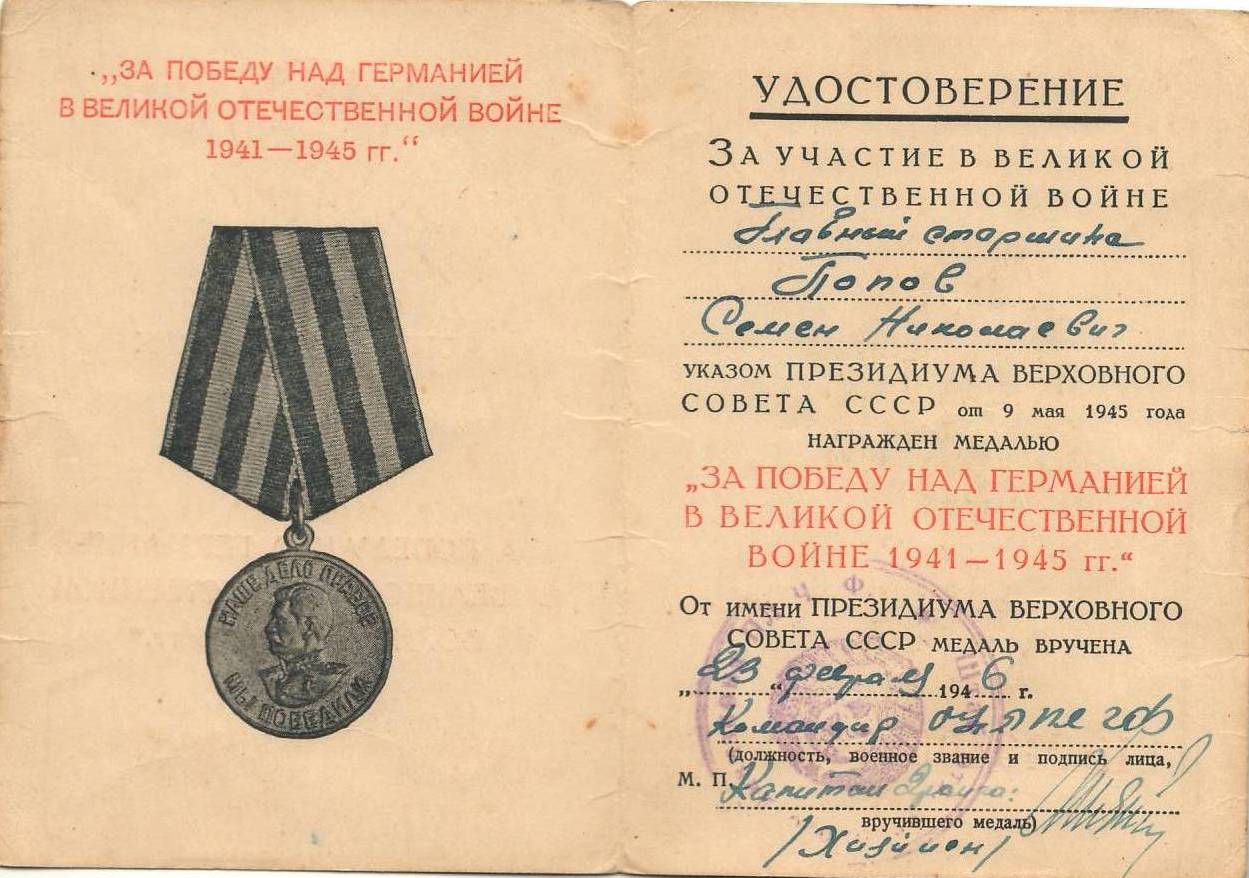 „ЗА ПОБЕДУ НАД ГЕРМАНИЕЙ
В ВЕЛИКОЙ ОТЕЧЕСТВЕННОЙ ВОЙНЕ
1941—1945 гг.“
НАШЕ ДЕЛО ПРАВОЕ
МЫ ПОБЕДИЛИ
УДОСТОВЕРЕНИЕ
ЗА УЧАСТИЕ В ВЕЛИКОЙ
ОТЕЧЕСТВЕННОЙ ВОЙНЕ
Главный старшина
Попов
Семен Николаевич
УКАЗОМ ПРЕЗИДИУМА ВЕРХОВНОГО
СОВЕТА СССР от 9 мая 1945 года
НАГРАЖДЕН МЕДАЛЬЮ
„ЗА ПОБЕДУ НАД ГЕРМАНИЕЙ
В ВЕЛИКОЙ ОТЕЧЕСТВЕННОЙ
ВОЙНЕ 1941—1945 гг.“
От имени ПРЕЗИДИУМА ВЕРХОВНОГО
СОВЕТА СССР МЕДАЛЬ ВРУЧЕНА
„23“ февраля 1946 г.
Командир
(должность, военное звание и подпись лица,
М. П. Капитан
вручившего медаль)